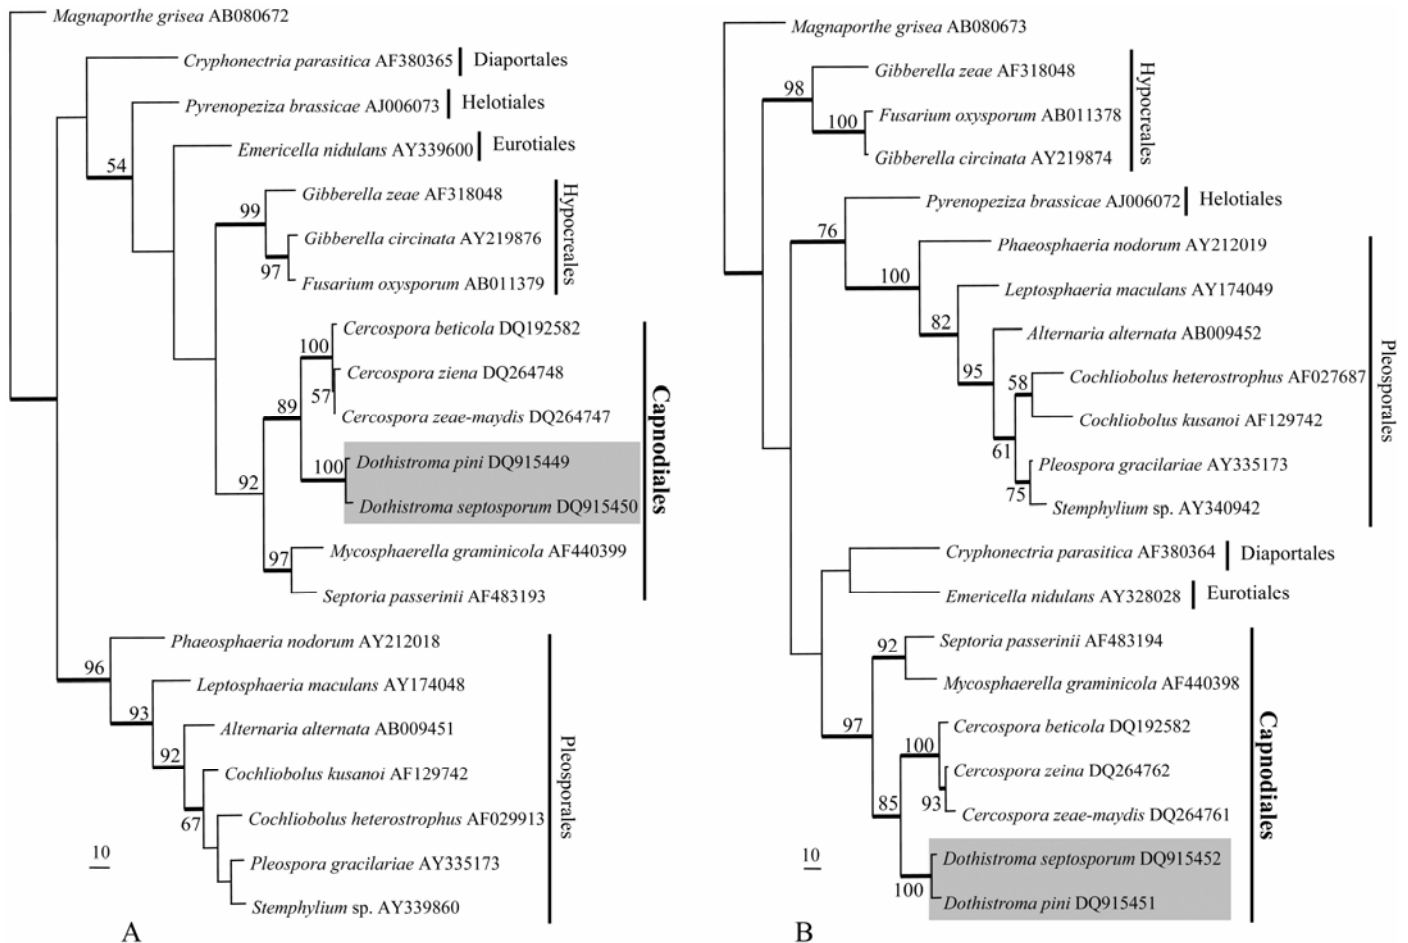 Magnaporthe grisea AB080672
Cryphonectria parasitica AF380365
Diaportales
Pyrenopeziza brassicae AJ006073
Helotiales
Emericella nidulans AY339600
Eurotiales
54
Gibberella zeae AF318048
99
Gibberella circinata AY219876
97
Fusarium oxysporum AB011379
Hypocreales
Cercospora beticola DQ192582
100
Cercospora ziena DQ264748
57
Cercospora zeae-maydis DQ264747
89
Dothistroma pini DQ915449
100
Dothistroma septosporum DQ915450
92
Mycosphaerella graminicola AF440399
97
Septoria passerinii AF483193
Capnodiales
Phaeosphaeria nodorum AY212018
96
Leptosphaeria maculans AY174048
93
Alternaria alternata AB009451
92
Cochliobolus kusanoi AF129742
67
Cochliobolus heterostrophus AF029913
Pleospora gracilariae AY335173
Stemphylium sp. AY339860
Pleosporales
10
A
Magnaporthe grisea AB080673
Gibberella zeae AF318048
98
Fusarium oxysporum AB011378
100
Gibberella circinata AY219874
Hypocreales
Pyrenopeziza brassicae AJ006072
Helotiales
76
Phaeosphaeria nodorum AY212019
100
Leptosphaeria maculans AY174049
82
Alternaria alternata AB009452
95
Cochliobolus heterostrophus AF027687
58
Cochliobolus kusanoi AF129742
61
Pleospora gracilariae AY335173
75
Stemphylium sp. AY340942
Pleosporales
Cryphonectria parasitica AF380364
Diaportales
Emericella nidulans AY328028
Eurotiales
Septoria passerinii AF483194
92
Mycosphaerella graminicola AF440398
97
Cercospora beticola DQ192582
100
Cercospora zeina DQ264762
93
Cercospora zeae-maydis DQ264761
85
Dothistroma septosporum DQ915452
100
Dothistroma pini DQ915451
Capnodiales
10
B